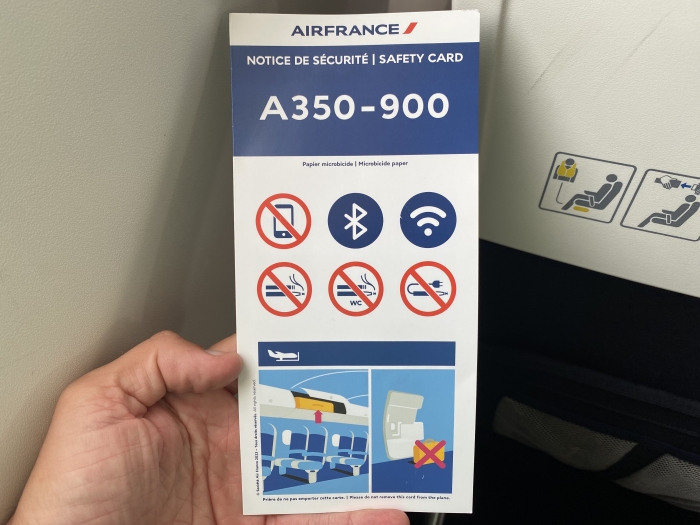 AIRFRANCE
NOTICE DE SÉCURITÉ | SAFETY CARD
A350-900
Papier microbicide | Microbicide paper
WC
Prière de ne pas emporter cette carte. | Please do not remove this card from the plane.